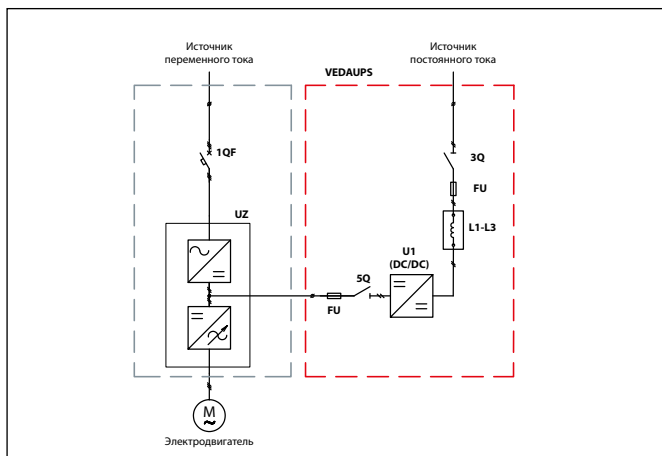 Источник
переменного тока
Источник
постоянного тока
VEDAUPS
1QF
3Q
FU
UZ
L1-L3
U1
(DC/DC)
5Q
FU
M
Электродвигатель